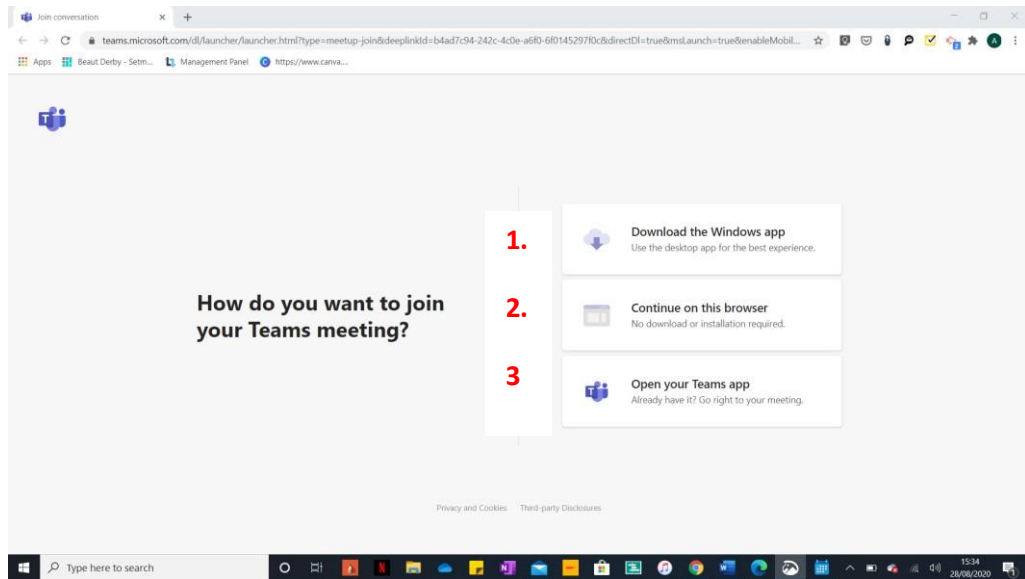 Join conversation
teams.microsoft.com/dl/launcher/launcher.html?type=meetup-join&deeplinkId=b4ad7c94-242c-4c0e-a6f0-6f0145297f0c&directDl=true&msLaunch=true&enableMobil...
Apps Beaut Derby - Setm... Management Panel https://www.canva....
How do you want to join
your Teams meeting?
1.
Download the Windows app
Use the desktop app for the best experience.
2.
Continue on this browser
No download or installation required.
3
Open your Teams app
Already have it? Go right to your meeting.
Privacy and Cookies Third-party Disclosures
Type here to search
15:34
28/08/2020